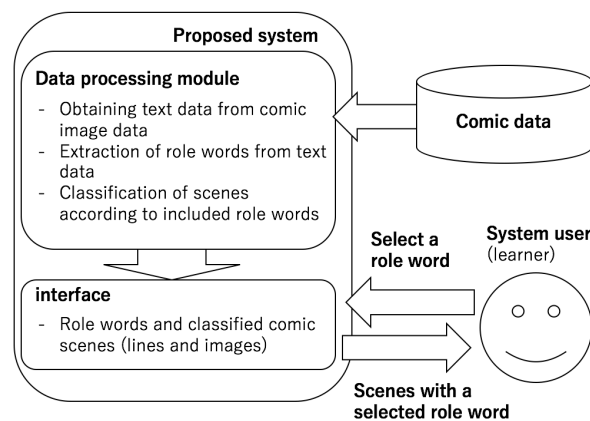 Proposed system
Data processing module
- Obtaining text data from comic
image data
- Extraction of role words from text
data
- Classification of scenes
according to included role words
Comic data
Select a
role word
System user
(learner)
interface
- Role words and classified comic
scenes (lines and images)
Scenes with a
selected role word